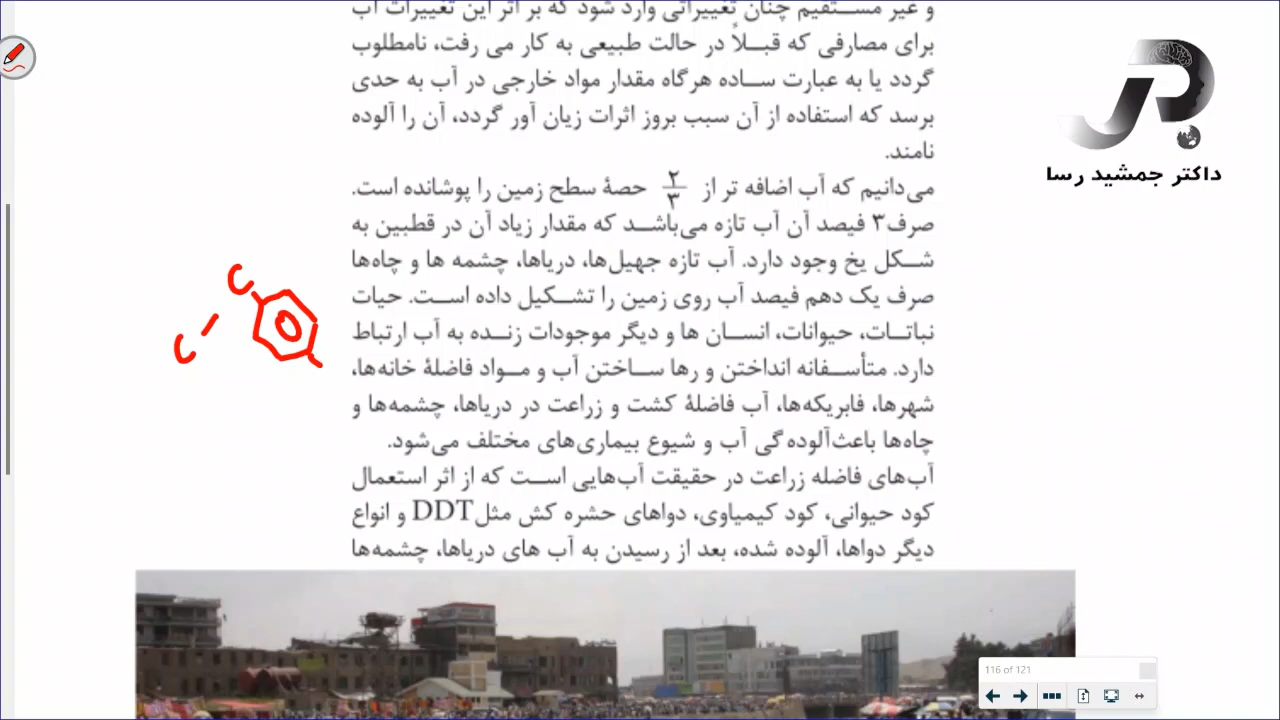 و غیر مستقیم چنان تغییراتی وارد شود که بر اثر این تغییرات آب
برای مصارفی که قبلاً در حالت طبیعی به کار می رفت، نامطلوب
گردد یا به عبارت ساده هرگاه مقدار مواد خارجی در آب به حدی
برسد که استفاده از آن سبب بروز اثرات زیان آور گردد، آن را آلوده
نامند.
می‌دانیم که آب اضافه تر از ۲/۳ حصهٔ سطح زمین را پوشانده است.
صرف ۳ فیصد آن آب تازه می‌باشد که مقدار زیاد آن در قطبین به
شکل یخ وجود دارد. آب تازه جهیل‌ها، دریاها، چشمه ها و چاه‌ها
صرف یک دهم فیصد آب روی زمین را تشکیل داده است. حیات
نباتات، حیوانات، انسان ها و دیگر موجودات زنده به آب ارتباط
دارد. متأسفانه انداختن و رها ساختن آب و مواد فاضلهٔ خانه‌ها،
شهرها، فابریکه‌ها، آب فاضلهٔ کشت و زراعت در دریاها، چشمه‌ها و
چاه‌ها باعث‌آلوده‌گی آب و شیوع بیماری‌های مختلف می‌شود.
آب‌های فاضله زراعت در حقیقت آب‌هایی است که از اثر استعمال
کود حیوانی، کود کیمیاوی، دواهای حشره کش مثل DDT و انواع
دیگر دواها، آلوده شده، بعد از رسیدن به آب های دریاها، چشمه‌ها
داکتر جمشید رسا
C
C
116 of 121